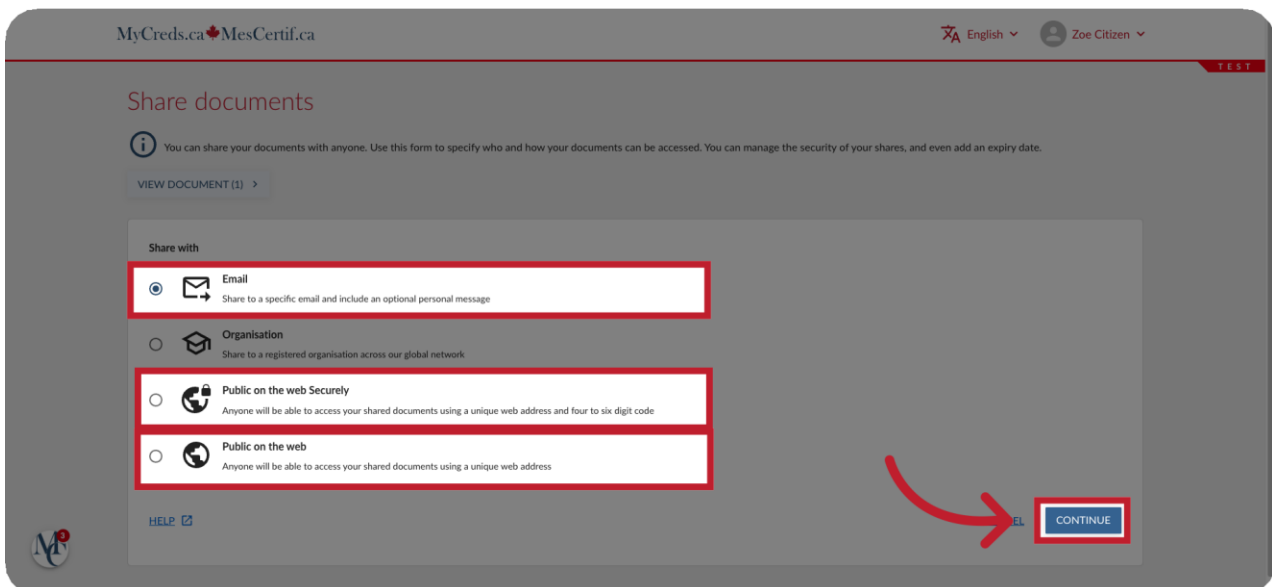 MyCreds.ca MesCertif.ca
English
Zoe Citizen
TEST
Share documents
You can share your documents with anyone. Use this form to specify who and how your documents can be accessed. You can manage the security of your shares, and even add an expiry date.
VIEW DOCUMENT (1)
Share with
Email
Share to a specific email and include an optional personal message
Organisation
Share to a registered organisation across our global network
Public on the web Securely
Anyone will be able to access your shared documents using a unique web address and four to six digit code
Public on the web
Anyone will be able to access your shared documents using a unique web address
HELP
EL
CONTINUE
MC
3